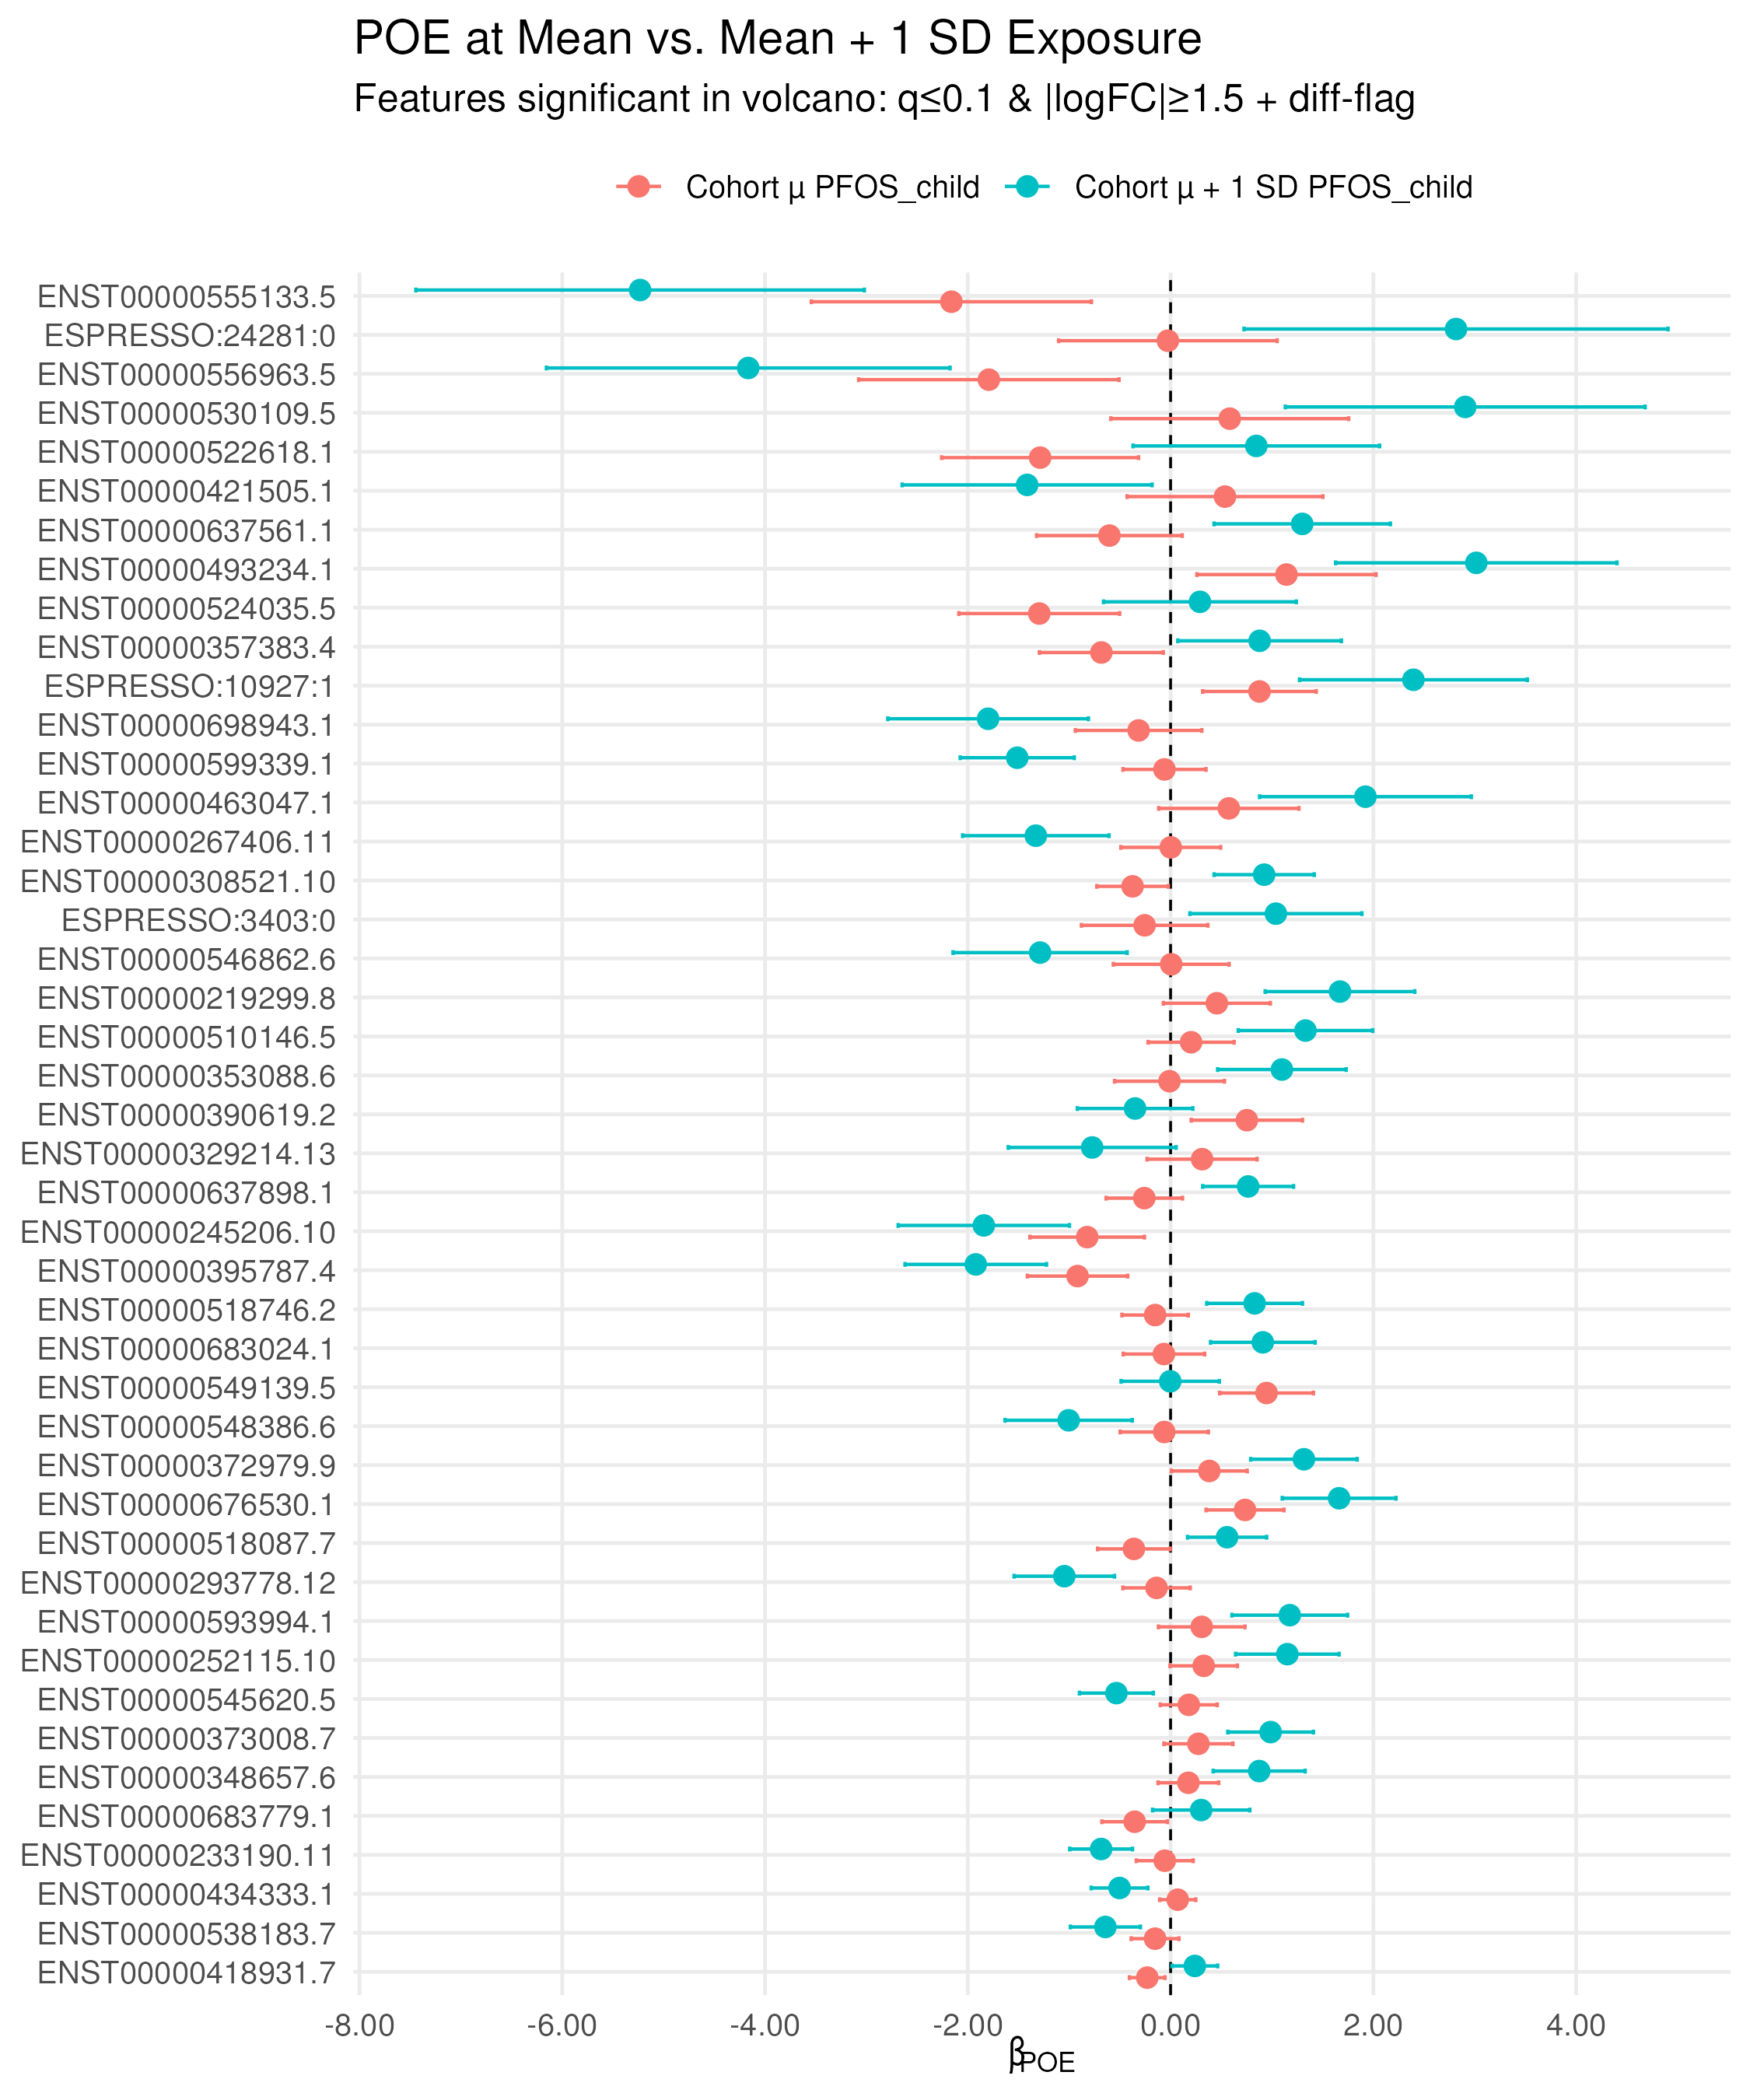 POE at Mean vs. Mean + 1 SD Exposure
Features significant in volcano: q≤0.1 & |logFC|≥1.5 + diff-flag
Cohort μ PFOS_child Cohort μ + 1 SD PFOS_child
ENST00000555133.5
ESPRESSO:24281:0
ENST00000556963.5
ENST00000530109.5
ENST00000522618.1
ENST00000421505.1
ENST00000637561.1
ENST00000493234.1
ENST00000524035.5
ENST00000357383.4
ESPRESSO:10927:1
ENST00000698943.1
ENST00000599339.1
ENST00000463047.1
ENST00000267406.11
ENST00000308521.10
ESPRESSO:3403:0
ENST00000546862.6
ENST00000219299.8
ENST00000510146.5
ENST00000353088.6
ENST00000390619.2
ENST00000329214.13
ENST00000637898.1
ENST00000245206.10
ENST00000395787.4
ENST00000518746.2
ENST00000683024.1
ENST00000549139.5
ENST00000548386.6
ENST00000372979.9
ENST00000676530.1
ENST00000518087.7
ENST00000293778.12
ENST00000593994.1
ENST00000252115.10
ENST00000545620.5
ENST00000373008.7
ENST00000348657.6
ENST00000683779.1
ENST00000233190.11
ENST00000434333.1
ENST00000538183.7
ENST00000418931.7
-8.00 -6.00 -4.00 -2.00 0.00 2.00 4.00
βPOE